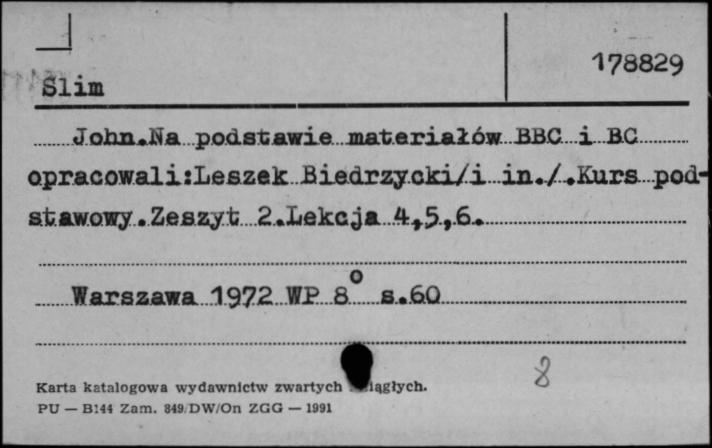 178829
Slim
John.Na podstawie materiałów BBC i BC
opracowali:Leszek Biedrzycki/i in./.Kurs pod-
stawowy.Zeszyt 2.Lekcja 4,5,6.
Warszawa 1972 WP 8° s.60
8
Karta katalogowa wydawnictw zwartych
PU — B144 Zam. 849/DW/On ZGG — 1991